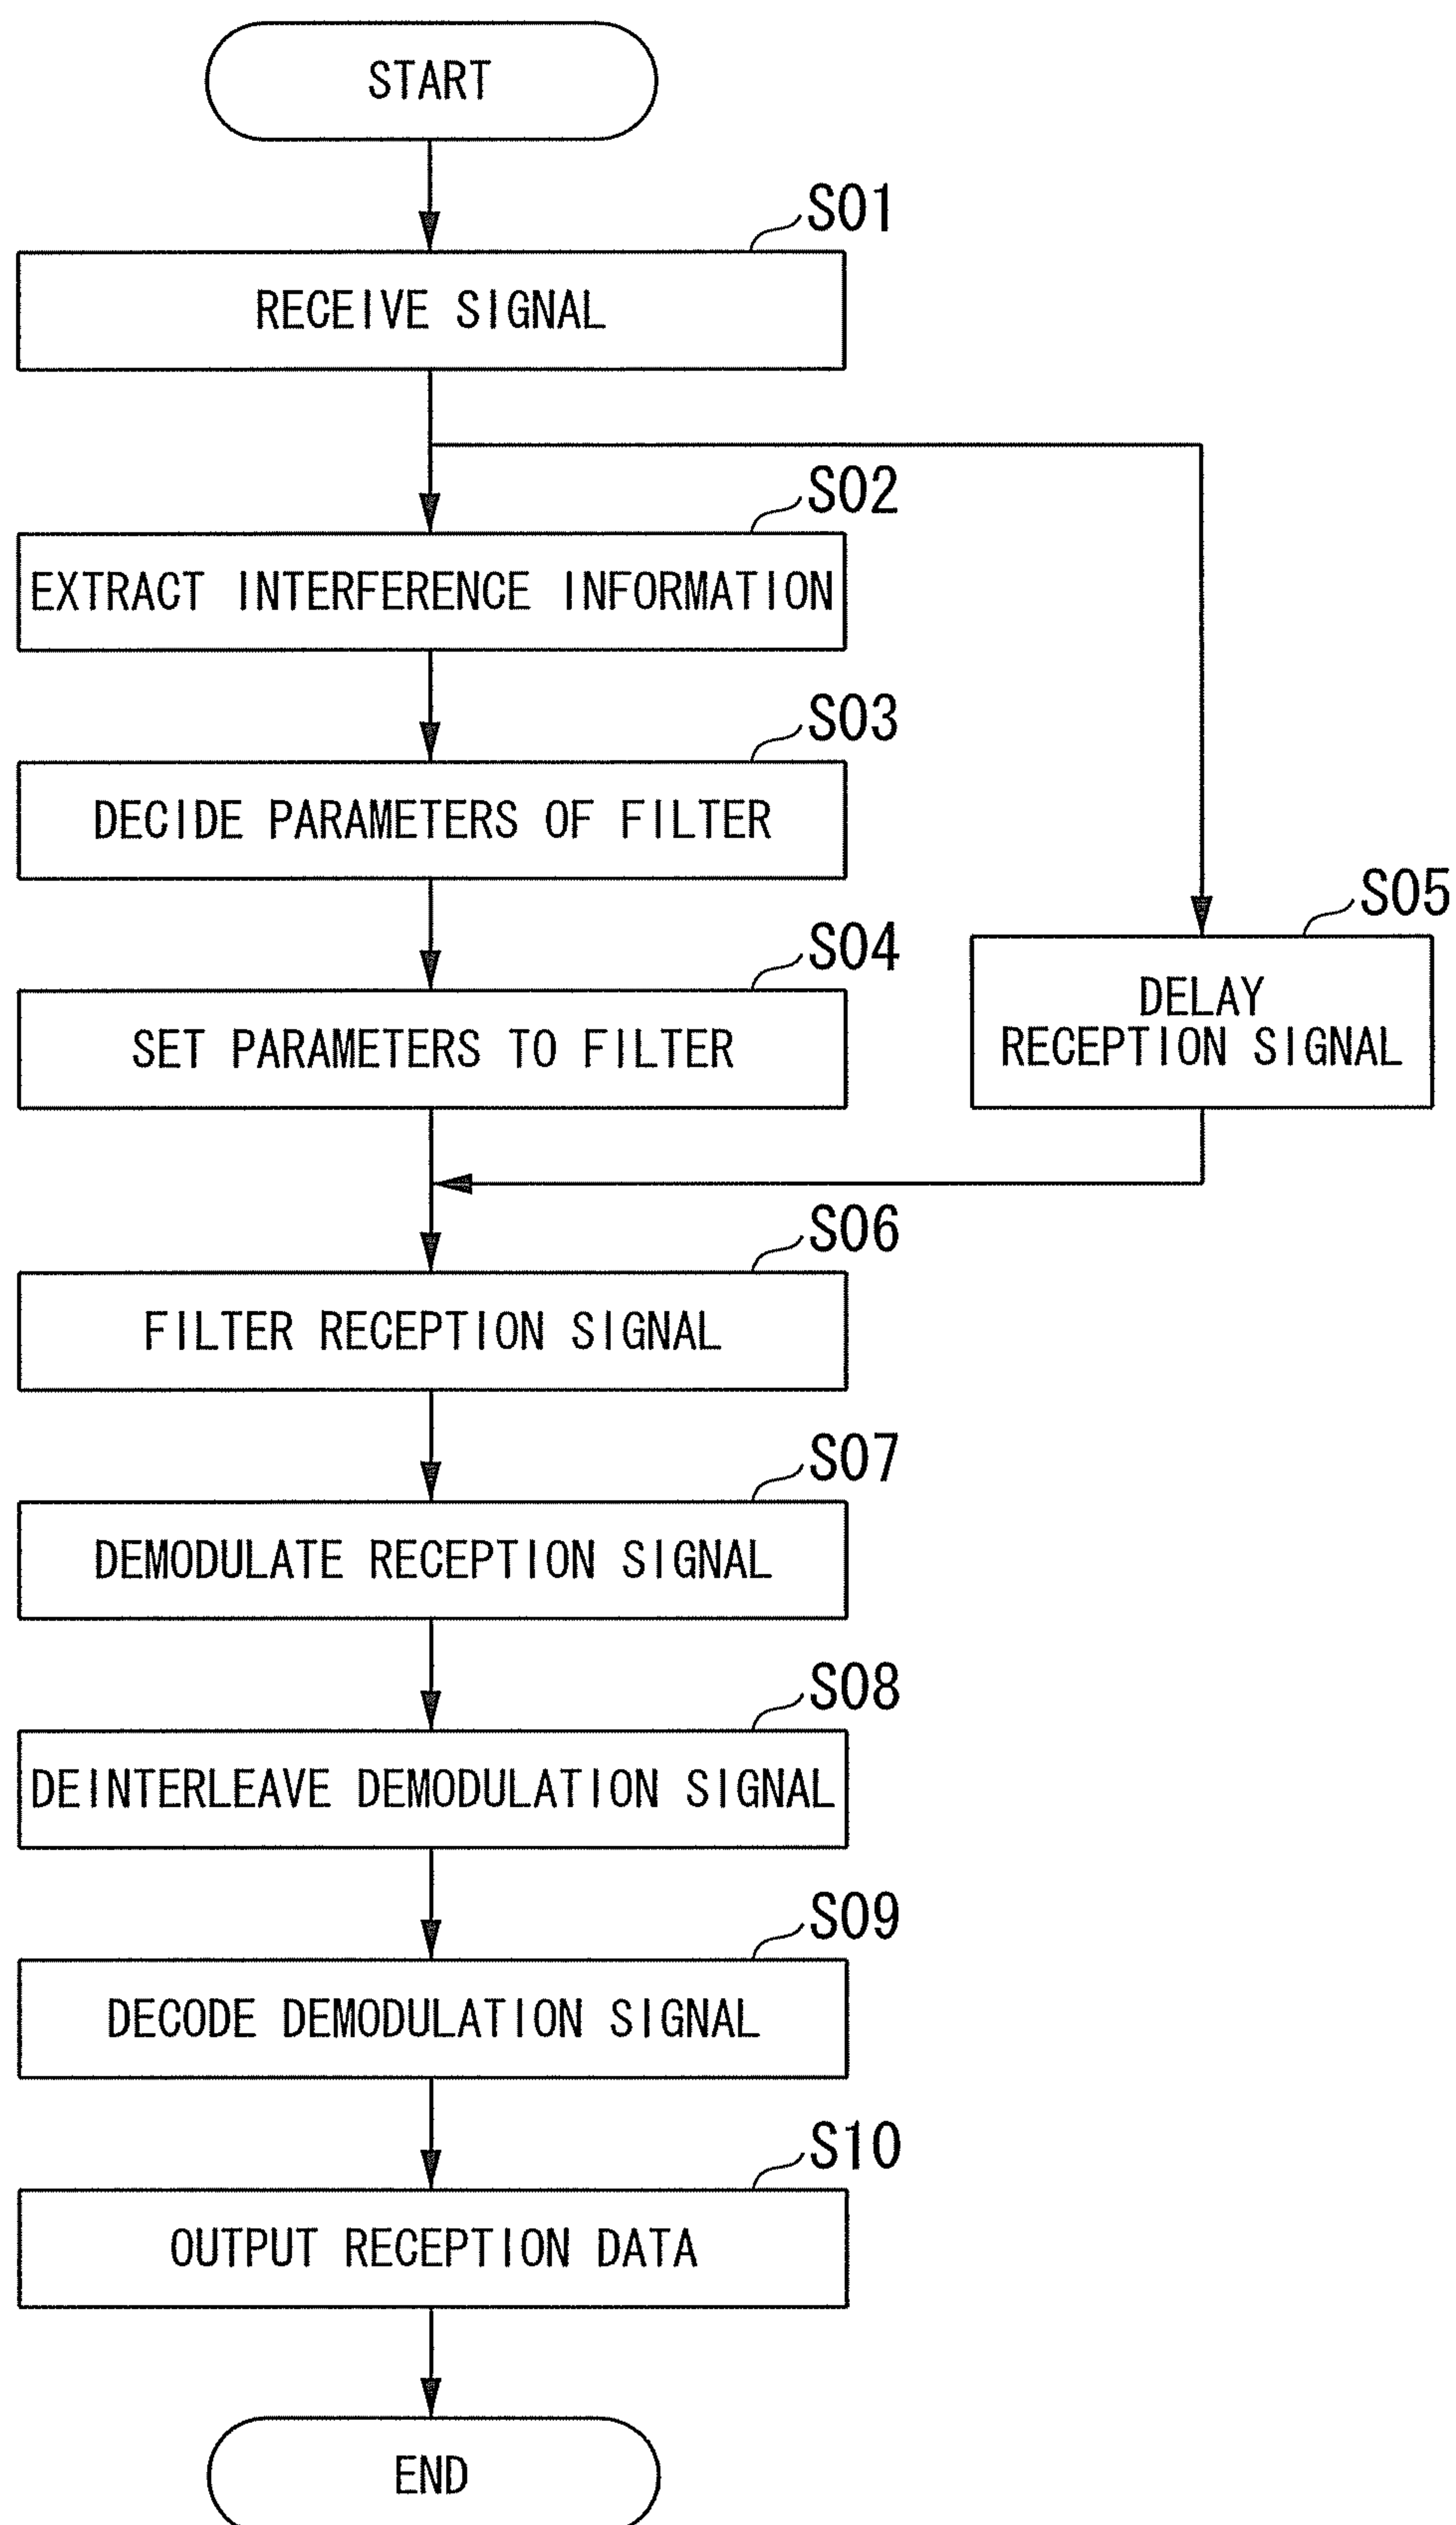 START
S01
RECEIVE SIGNAL
S02
EXTRACT INTERFERENCE INFORMATION
S03
DECIDE PARAMETERS OF FILTER
S04
SET PARAMETERS TO FILTER
S05
DELAY
RECEPTION SIGNAL
S06
FILTER RECEPTION SIGNAL
S07
DEMODULATE RECEPTION SIGNAL
S08
DEINTERLEAVE DEMODULATION SIGNAL
S09
DECODE DEMODULATION SIGNAL
S10
OUTPUT RECEPTION DATA
END